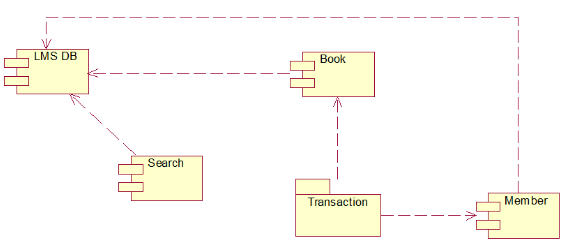 LMS DB
Book
Search
Transaction
Member